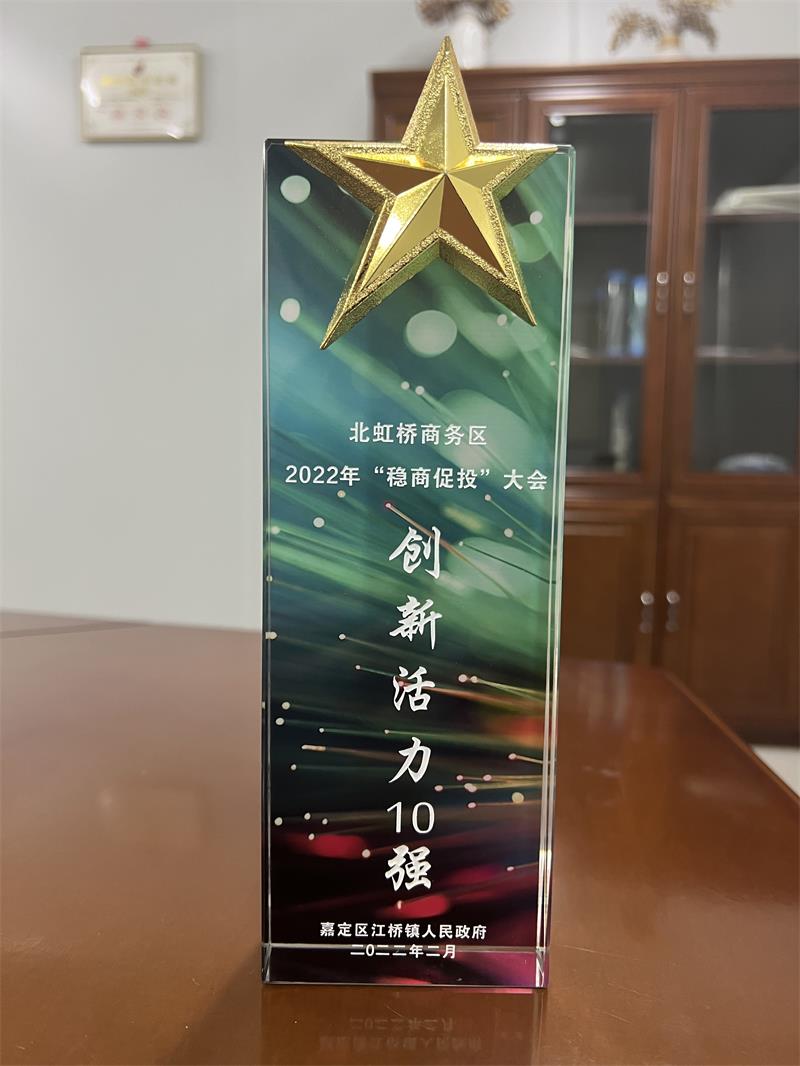 北虹桥商务区
2022年“稳商促投”大会
创新活力10强
嘉定区江桥镇人民政府
二〇二二年二月